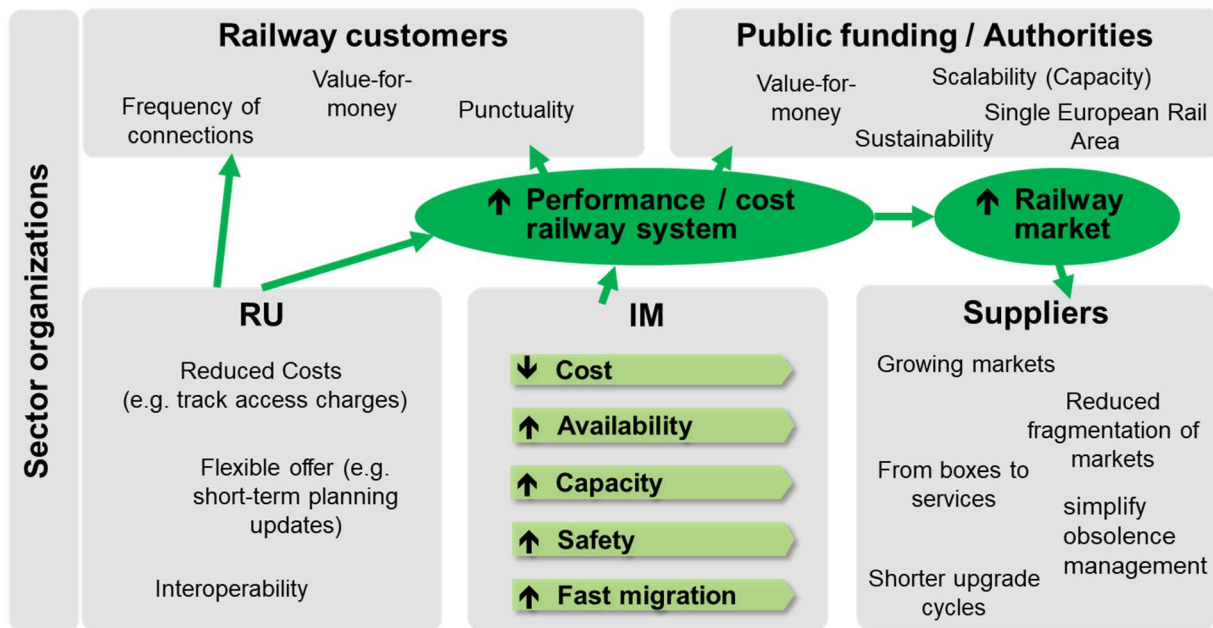 Sector organizations
Railway customers
Frequency of
connections
Value-for-
money
Punctuality
Public funding / Authorities
Value-for-
money
Scalability (Capacity)
Sustainability
Single European Rail
Area
Performance / cost
railway system
Railway
market
RU
Reduced Costs
(e.g. track access charges)
Flexible offer (e.g.
short-term planning
updates)
Interoperability
IM
Cost
Availability
Capacity
Safety
Fast migration
Suppliers
Growing markets
Reduced
fragmentation of
markets
From boxes to
services
simplify
obsolence
management
Shorter upgrade
cycles